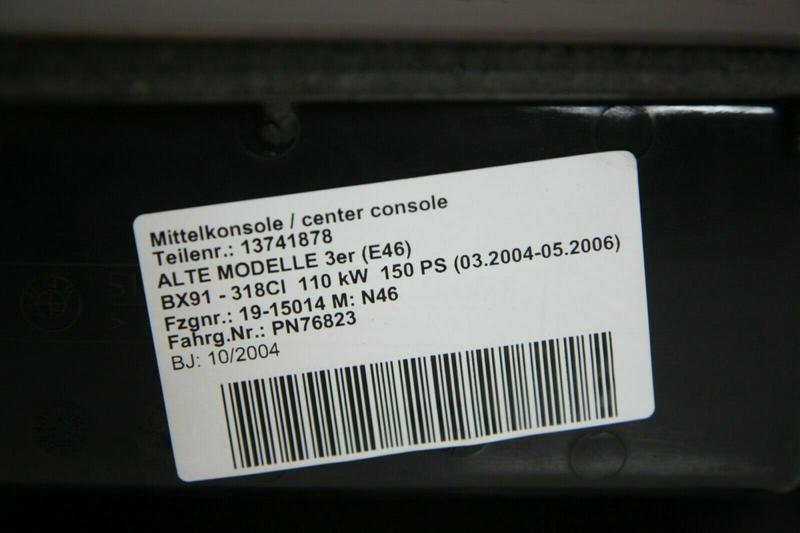 Mittelkonsole / center console
Teilenr.: 13741878
ALTE MODELLE 3er (E46)
BX91 - 318CI 110 kW 150 PS (03.2004-05.2006)
Fzgnr.: 19-15014 M: N46
Fahrg.Nr.: PN76823
BJ: 10/2004